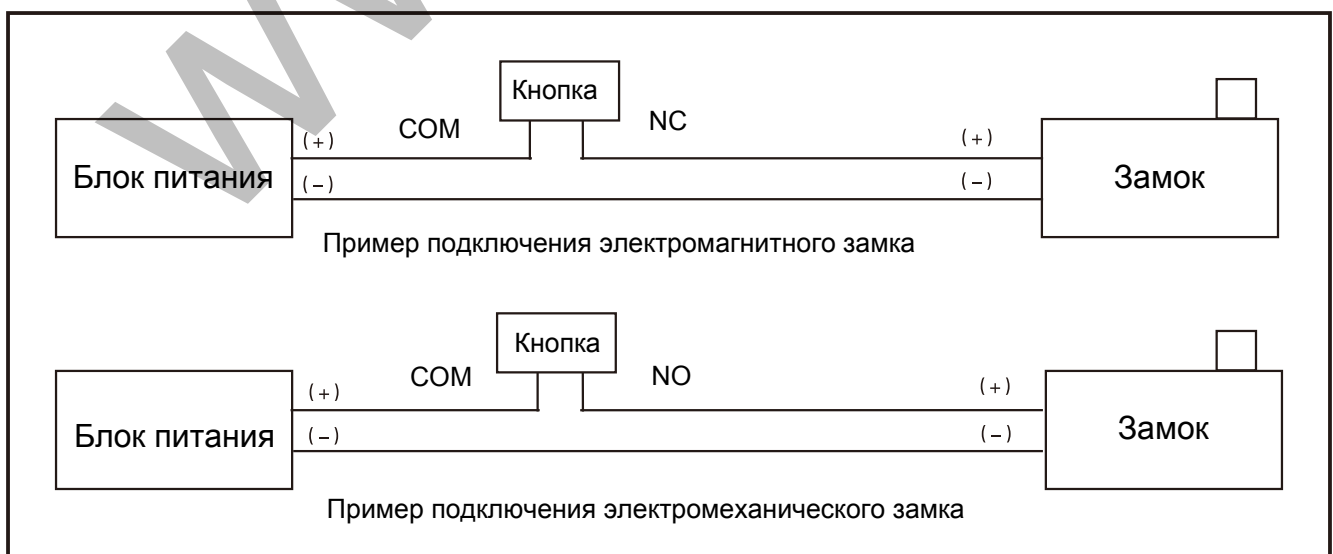 Кнопка
COM NC
(+) (+)
Блок питания (-) (-) Замок
Пример подключения электромагнитного замка
Кнопка
COM NO
(+) (+)
Блок питания (-) (-) Замок
Пример подключения электромеханического замка